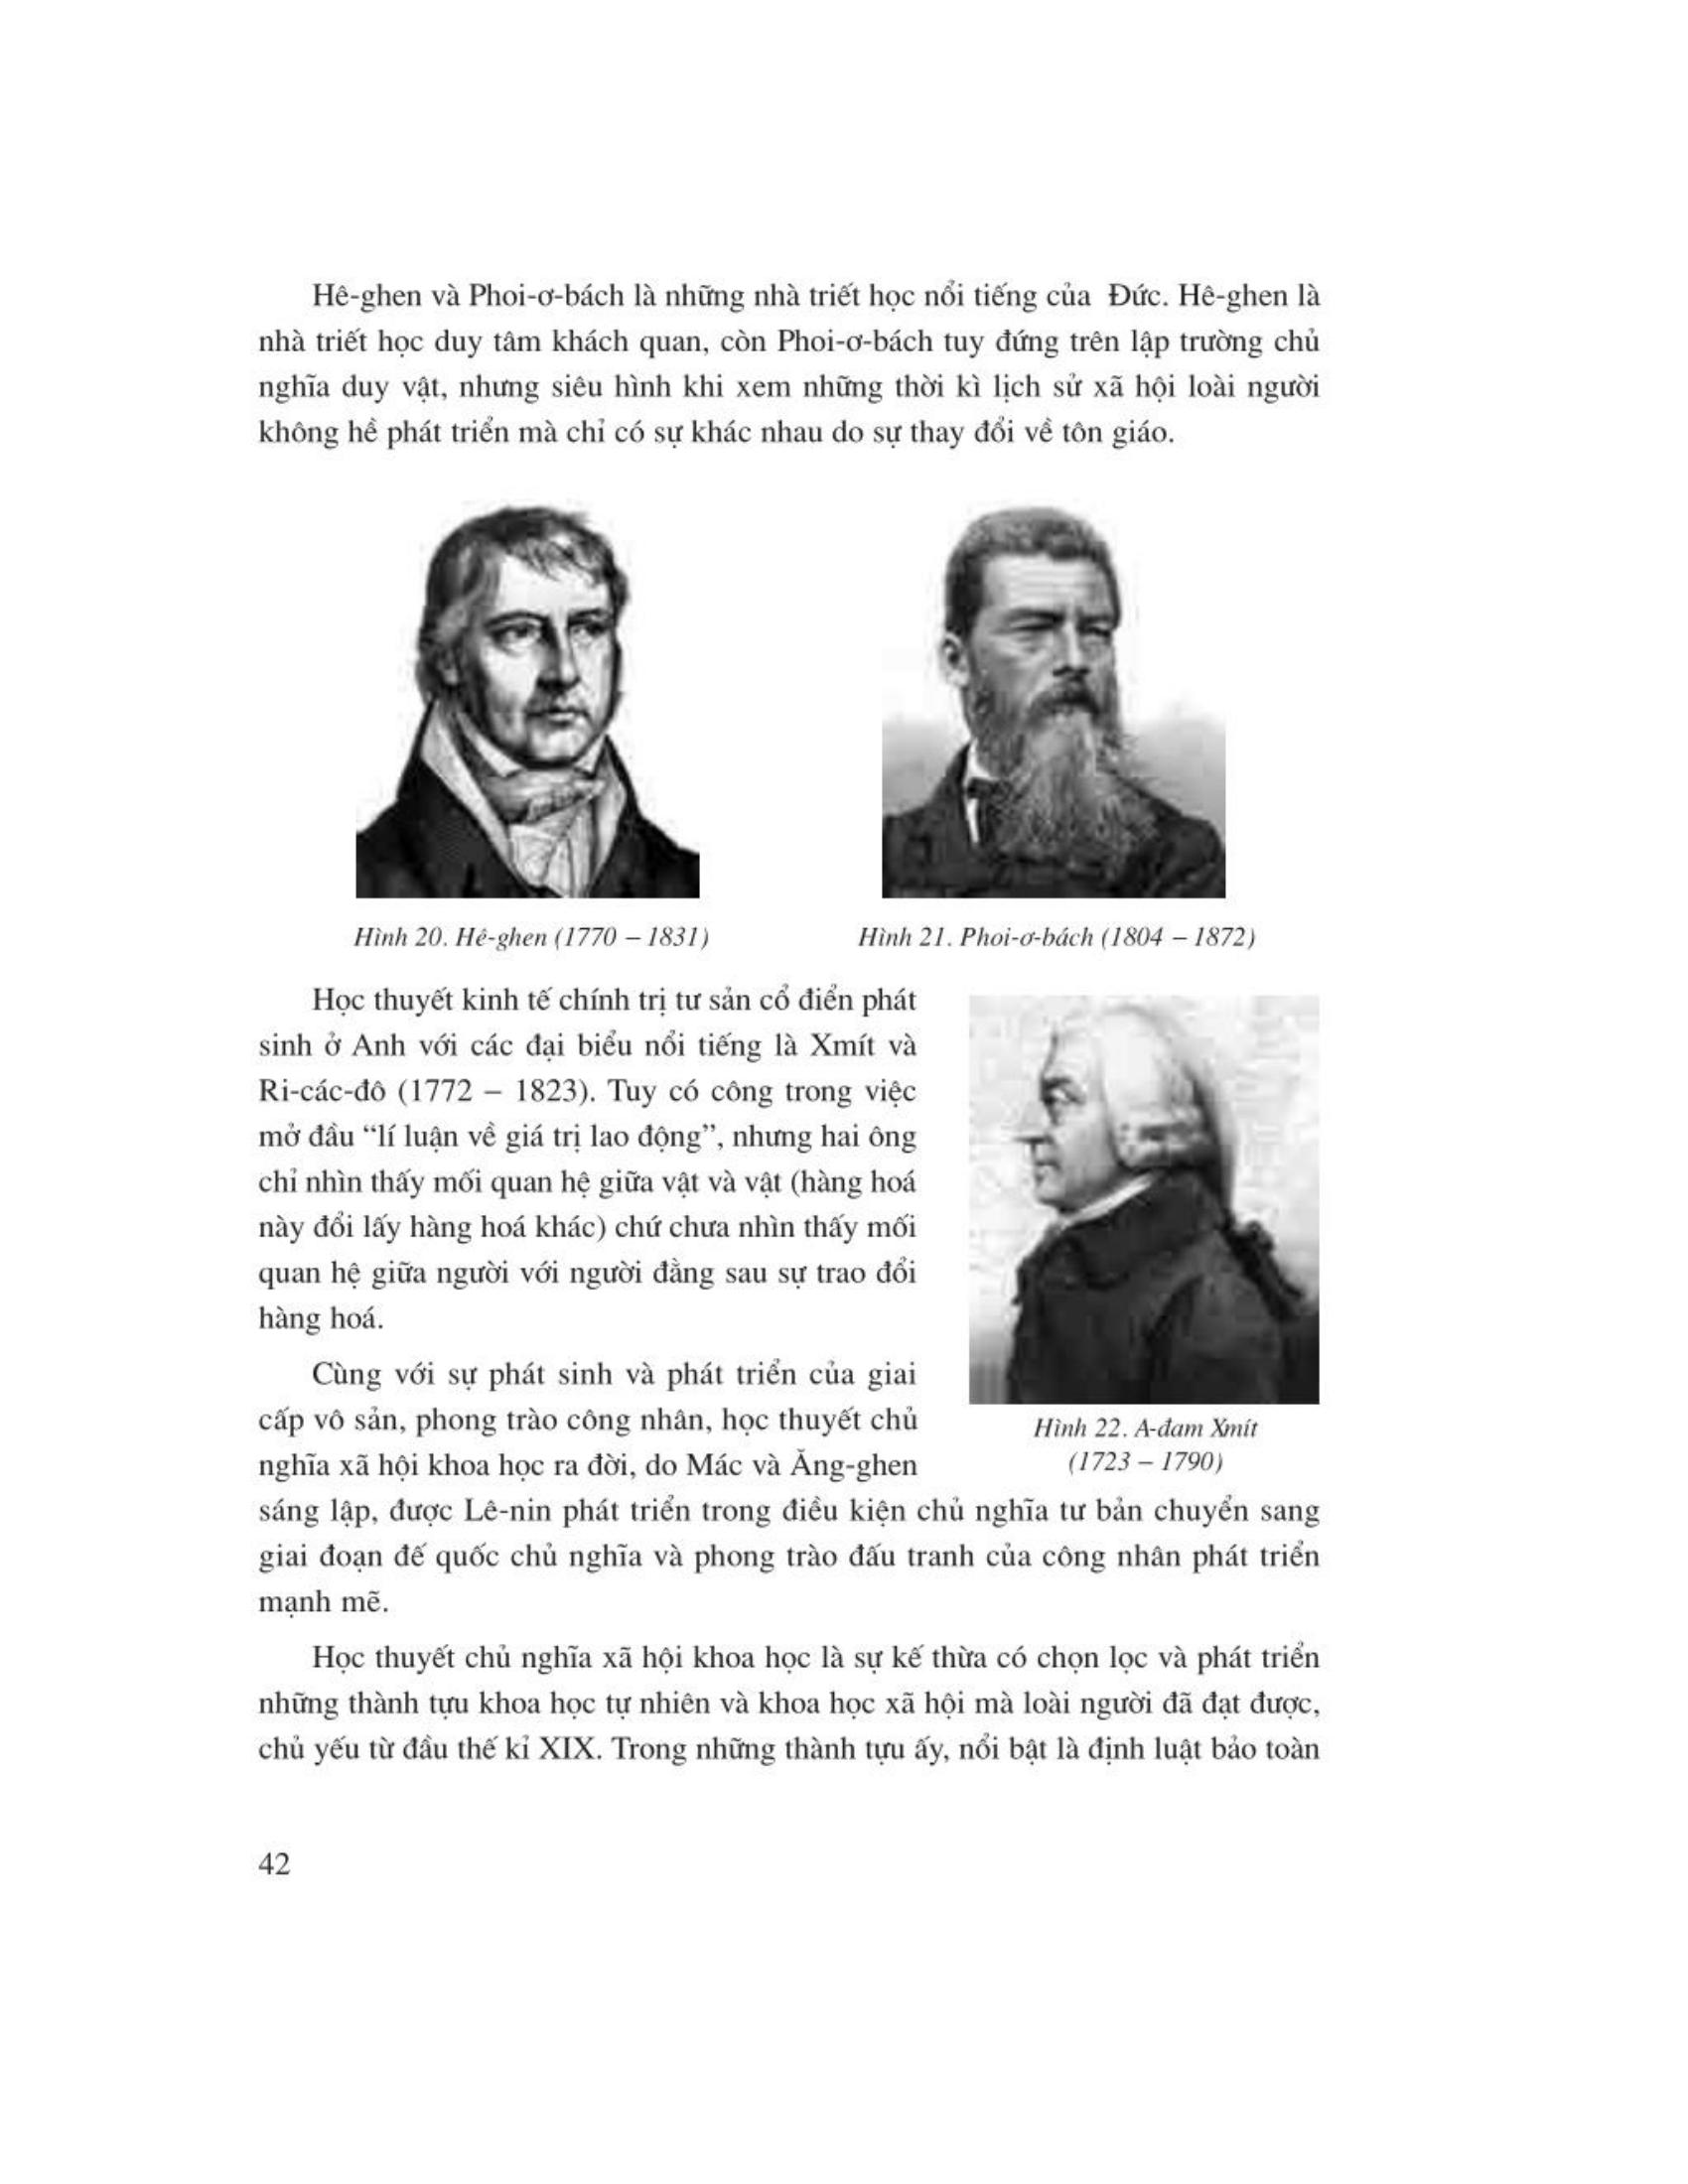 Hê-ghen và Phoi-ơ-bách là những nhà triết học nổi tiếng của Đức. Hê-ghen là
nhà triết học duy tâm khách quan, còn Phoi-ơ-bách tuy đứng trên lập trường chủ
nghĩa duy vật, nhưng siêu hình khi xem những thời kì lịch sử xã hội loài người
không hề phát triển mà chỉ có sự khác nhau do sự thay đổi về tôn giáo.
Hình 20. Hê-ghen (1770 – 1831)
Hình 21. Phoi-ơ-bách (1804 – 1872)
Học thuyết kinh tế chính trị tư sản cổ điển phát
sinh ở Anh với các đại biểu nổi tiếng là Xmít và
Ri-các-đô (1772 – 1823). Tuy có công trong việc
mở đầu “lí luận về giá trị lao động”, nhưng hai ông
chỉ nhìn thấy mối quan hệ giữa vật và vật (hàng hoá
này đổi lấy hàng hoá khác) chứ chưa nhìn thấy mối
quan hệ giữa người với người đằng sau sự trao đổi
hàng hoá.
Cùng với sự phát sinh và phát triển của giai
cấp vô sản, phong trào công nhân, học thuyết chủ
nghĩa xã hội khoa học ra đời, do Mác và Ăng-ghen
Hình 22. A-đam Xmít
(1723 – 1790)
sáng lập, được Lê-nin phát triển trong điều kiện chủ nghĩa tư bản chuyển sang
giai đoạn đế quốc chủ nghĩa và phong trào đấu tranh của công nhân phát triển
mạnh mẽ.
Học thuyết chủ nghĩa xã hội khoa học là sự kế thừa có chọn lọc và phát triển
những thành tựu khoa học tự nhiên và khoa học xã hội mà loài người đã đạt được,
chủ yếu từ đầu thế kỉ XIX. Trong những thành tựu ấy, nổi bật là định luật bảo toàn
42